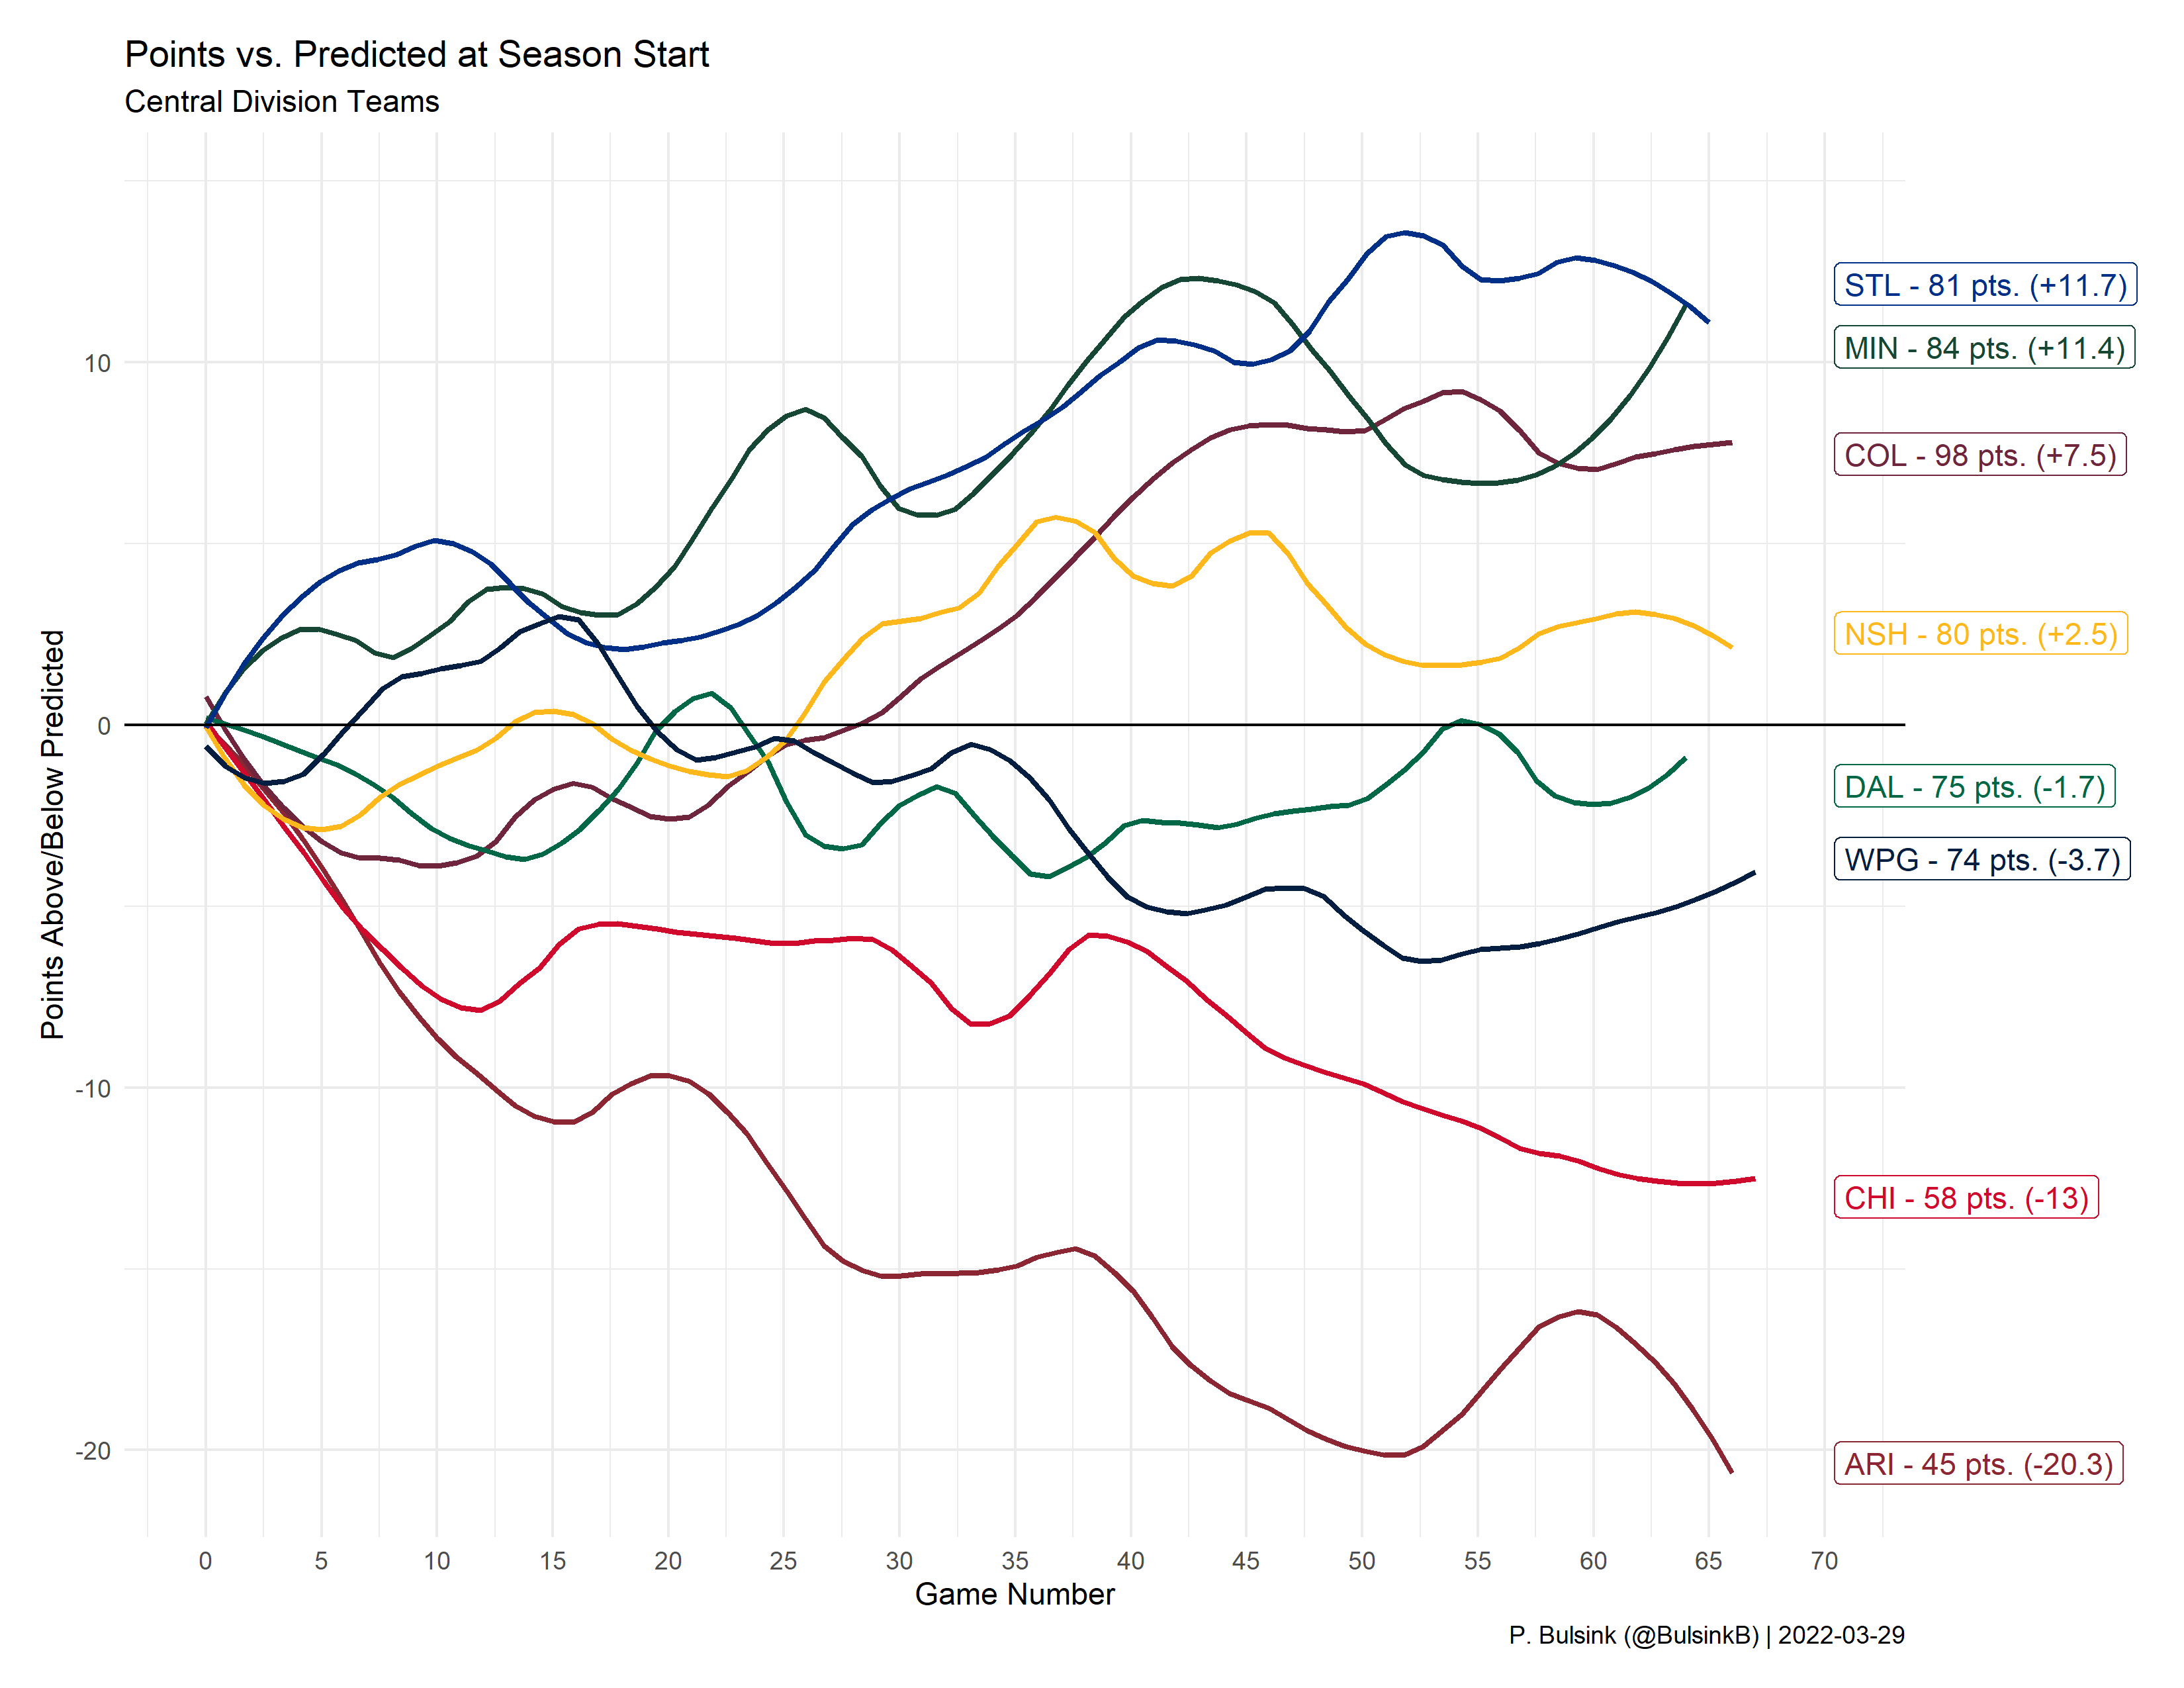 Points vs. Predicted at Season Start
Central Division Teams
Points Above/Below Predicted
10
0
-10
-20
STL - 81 pts. (+11.7)
MIN - 84 pts. (+11.4)
COL - 98 pts. (+7.5)
NSH - 80 pts. (+2.5)
DAL - 75 pts. (-1.7)
WPG - 74 pts. (-3.7)
CHI - 58 pts. (-13)
ARI - 45 pts. (-20.3)
0 5 10 15 20 25 30 35 40 45 50 55 60 65 70
Game Number
P. Bulsink (@BulsinkB) | 2022-03-29